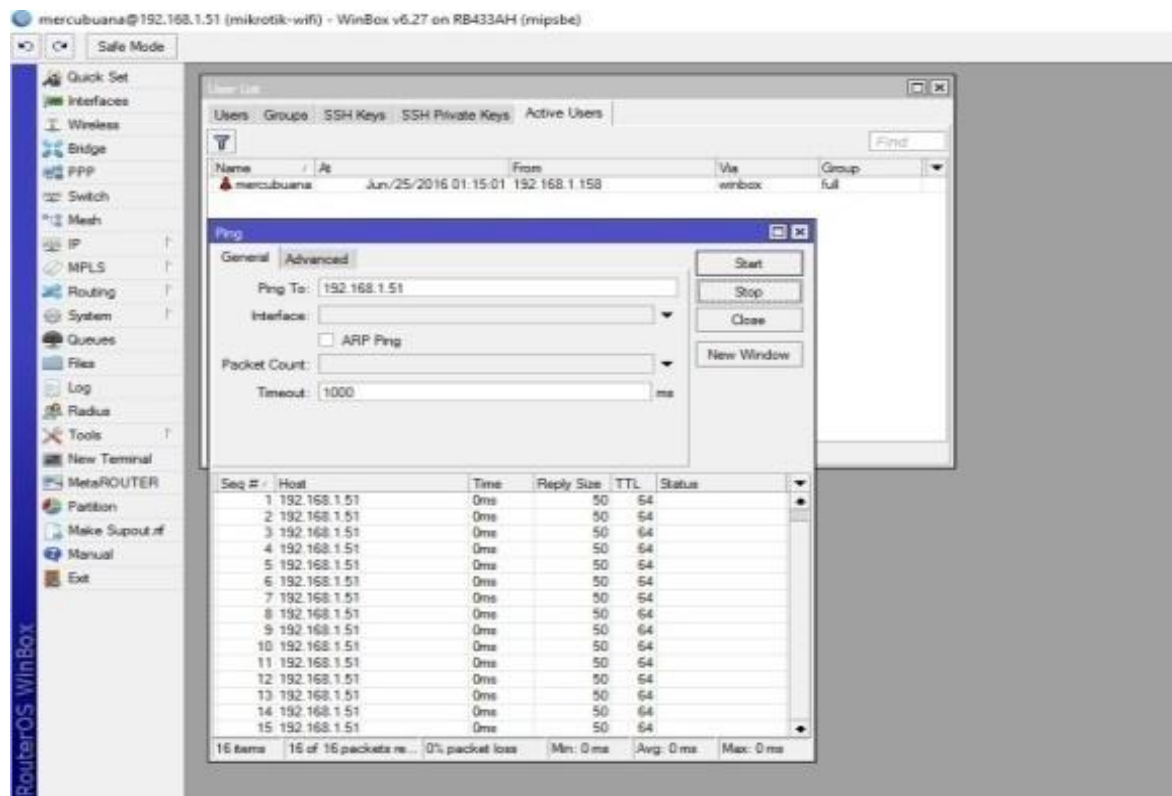 mercubuana@192.168.1.51 (mikrotik-wifi) - WinBox v6.27 on RB433AH (mipsbe)
Safe Mode
Quick Set
Interfaces
Wireless
Bridge
PPP
Switch
Mesh
IP
MPLS
Routing
System
Queues
Files
Log
Radius
Tools
New Terminal
MetaROUTER
Partition
Make Supout.rif
Manual
Exit
RouterOS WinBox
User List
Users Groups SSH Keys SSH Private Keys Active Users
Find
Name At From Via Group
mercubuana Jun/25/2016 01:15:01 192.168.1.158 winbox full
Ping
General Advanced
Ping To: 192.168.1.51
Interface:
ARP Ping
Packet Count:
Timeout: 1000 ms
Start
Stop
Close
New Window
Seq # Host Time Reply Size TTL Status
1 192.168.1.51 0ms 50 64
2 192.168.1.51 0ms 50 64
3 192.168.1.51 0ms 50 64
4 192.168.1.51 0ms 50 64
5 192.168.1.51 0ms 50 64
6 192.168.1.51 0ms 50 64
7 192.168.1.51 0ms 50 64
8 192.168.1.51 0ms 50 64
9 192.168.1.51 0ms 50 64
10 192.168.1.51 0ms 50 64
11 192.168.1.51 0ms 50 64
12 192.168.1.51 0ms 50 64
13 192.168.1.51 0ms 50 64
14 192.168.1.51 0ms 50 64
15 192.168.1.51 0ms 50 64
16 items 16 of 16 packets re... 0% packet loss Min: 0 ms Avg: 0 ms Max: 0 ms